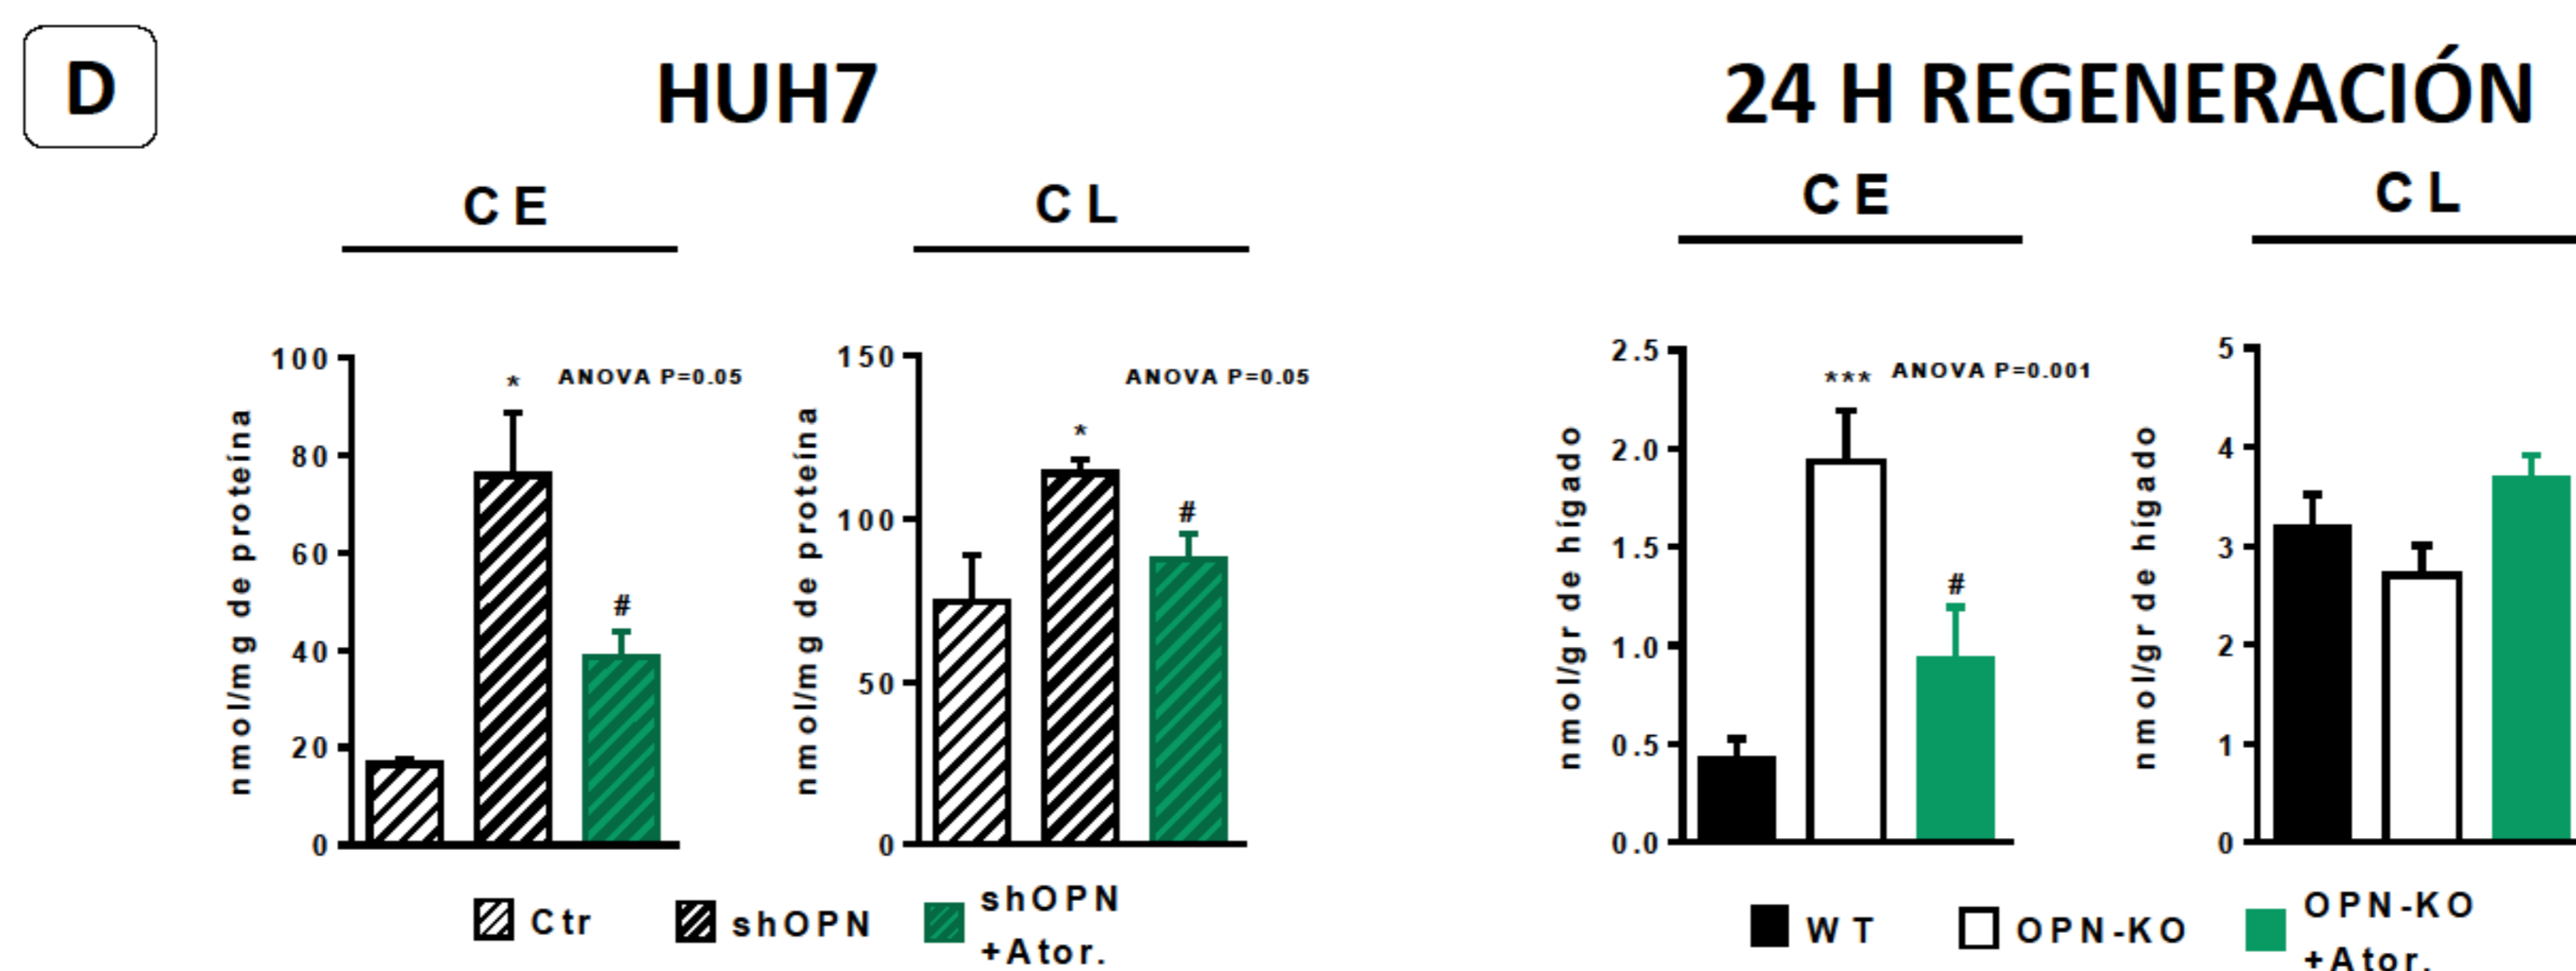 D
HUH7
24 H REGENERACIÓN
CE
CL
CE
CL
nmol/mg de proteína
100
80
60
40
20
0
*
ANOVA P=0.05
#
nmol/mg de proteína
150
100
50
0
ANOVA P=0.05
*
#
nmol/gr de hígado
2.5
2.0
1.5
1.0
0.5
0.0
***
ANOVA P=0.001
#
nmol/gr de hígado
5
4
3
2
1
0
Ctr
shOPN
shOPN
+Ator.
WT
OPN-KO
OPN-KO
+Ator.